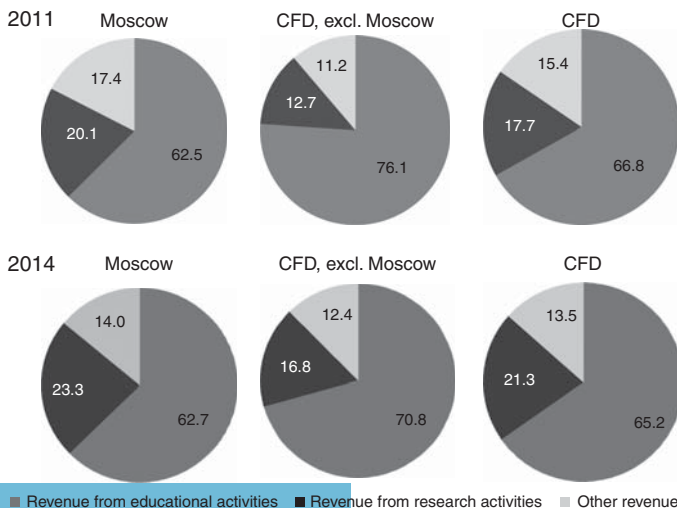 2011 Moscow CFD, excl. Moscow CFD
17.4 11.2 15.4
20.1 12.7 17.7
62.5 76.1 66.8
2014 Moscow CFD, excl. Moscow CFD
14.0 12.4 13.5
23.3 16.8 21.3
62.7 70.8 65.2
Revenue from educational activities Revenue from research activities Other revenue